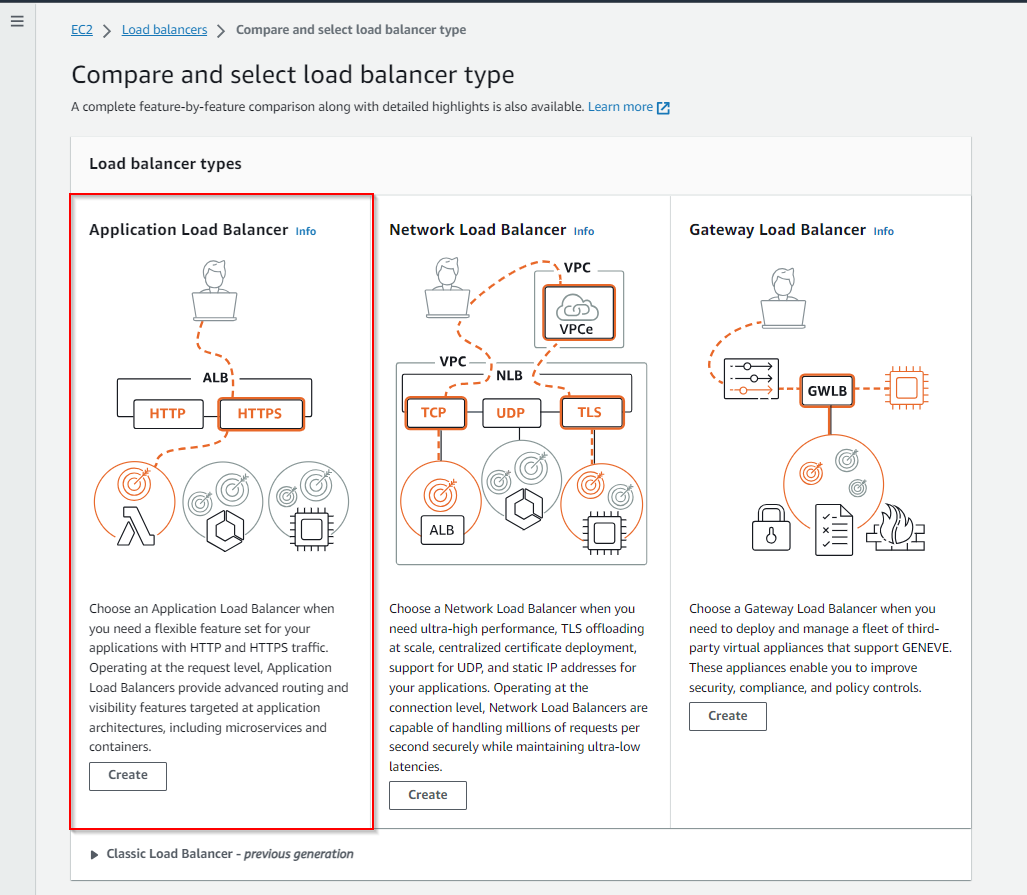 EC2 > Load balancers > Compare and select load balancer type
Compare and select load balancer type
A complete feature-by-feature comparison along with detailed highlights is also available. Learn more
Load balancer types
Application Load Balancer Info
ALB
HTTP
HTTPS
Choose an Application Load Balancer when
you need a flexible feature set for your
applications with HTTP and HTTPS traffic.
Operating at the request level, Application
Load Balancers provide advanced routing and
visibility features targeted at application
architectures, including microservices and
containers.
Create
Network Load Balancer Info
VPC
VPCe
VPC
NLB
TCP
UDP
TLS
ALB
Choose a Network Load Balancer when you
need ultra-high performance, TLS offloading
at scale, centralized certificate deployment,
support for UDP, and static IP addresses for
your applications. Operating at the
connection level, Network Load Balancers are
capable of handling millions of requests per
second securely while maintaining ultra-low
latencies.
Create
Gateway Load Balancer Info
GWLB
Choose a Gateway Load Balancer when you
need to deploy and manage a fleet of third-
party virtual appliances that support GENEVE.
These appliances enable you to improve
security, compliance, and policy controls.
Create
Classic Load Balancer - previous generation